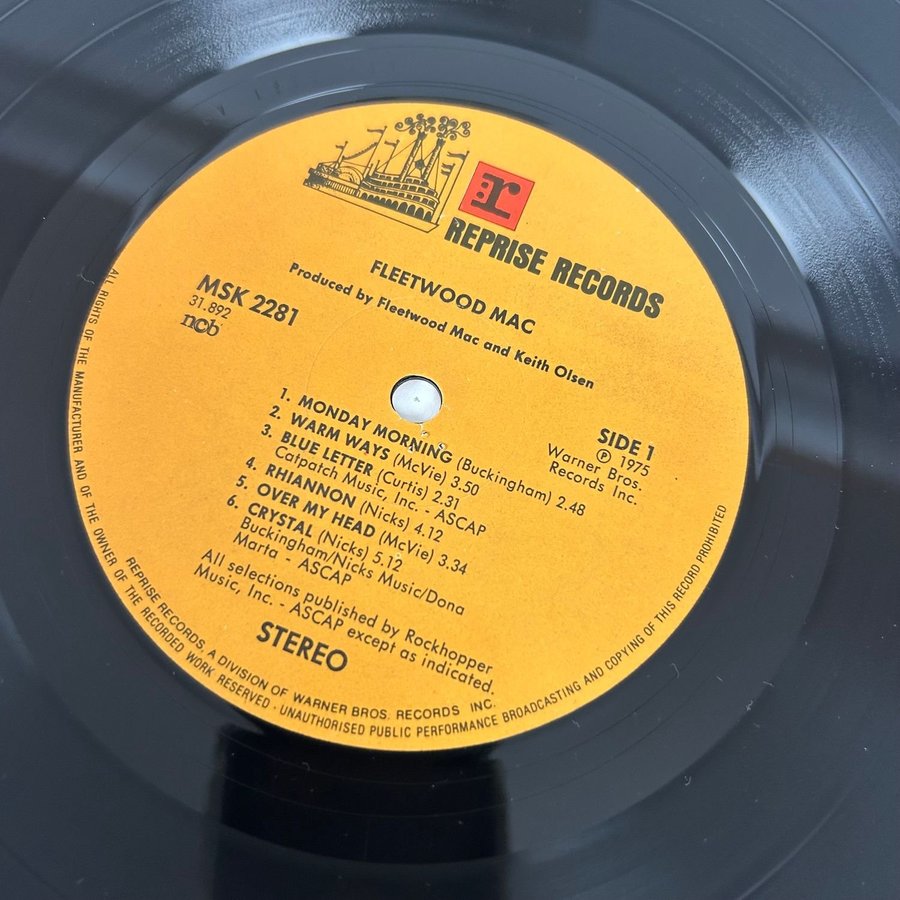 r
REPRISE RECORDS
FLEETWOOD MAC
Produced by Fleetwood Mac and Keith Olsen
MSK 2281
31.892
ncb
SIDE 1
℗ 1975
Warner Bros.
Records Inc.
1. MONDAY MORNING (Buckingham) 2.48
2. WARM WAYS (McVie) 3.50
3. BLUE LETTER (Curtis) 2.31
Catpatch Music, Inc. - ASCAP
4. RHIANNON (Nicks) 4.12
5. OVER MY HEAD (McVie) 3.34
6. CRYSTAL (Nicks) 5.12
Buckingham/Nicks Music/Dona
Marta - ASCAP
All selections published by Rockhopper
Music, Inc. - ASCAP except as indicated.
STEREO
REPRISE RECORDS, A DIVISION OF WARNER BROS. RECORDS INC.
ALL RIGHTS OF THE MANUFACTURER AND OF THE OWNER OF THE RECORDED WORK RESERVED - UNAUTHORISED PUBLIC PERFORMANCE BROADCASTING AND COPYING OF THIS RECORD PROHIBITED